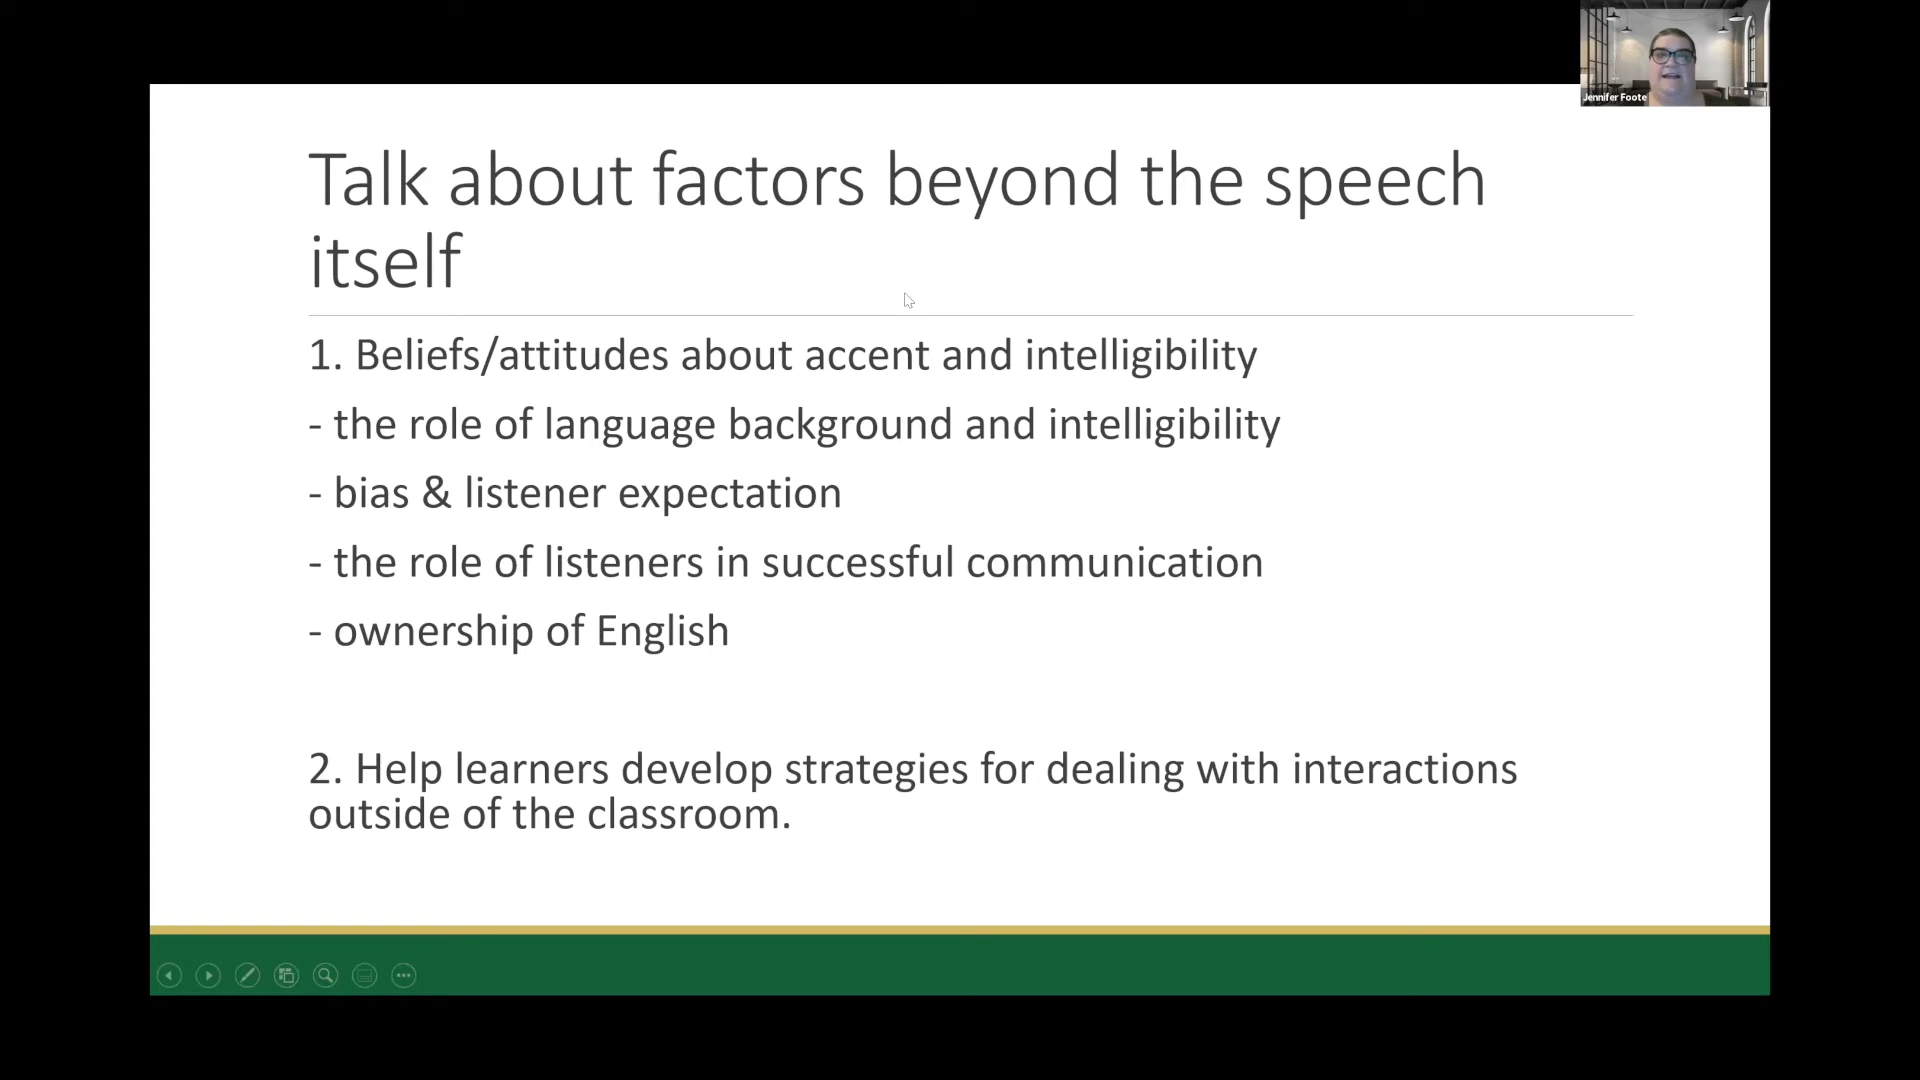 Jennifer Foote
Talk about factors beyond the speech
itself
1. Beliefs/attitudes about accent and intelligibility
- the role of language background and intelligibility
- bias & listener expectation
- the role of listeners in successful communication
- ownership of English
2. Help learners develop strategies for dealing with interactions
outside of the classroom.